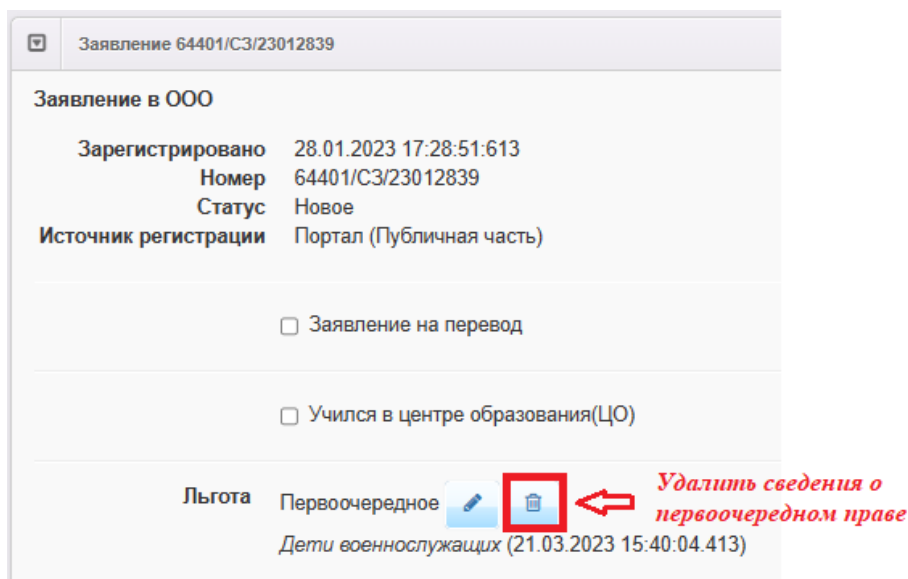 Заявление 64401/СЗ/23012839
Заявление в ООО
Зарегистрировано 28.01.2023 17:28:51:613
Номер 64401/СЗ/23012839
Статус Новое
Источник регистрации Портал (Публичная часть)
Заявление на перевод
Учился в центре образования(ЦО)
Льгота Первоочередное
Удалить сведения о
первоочередном праве
Дети военнослужащих (21.03.2023 15:40:04.413)